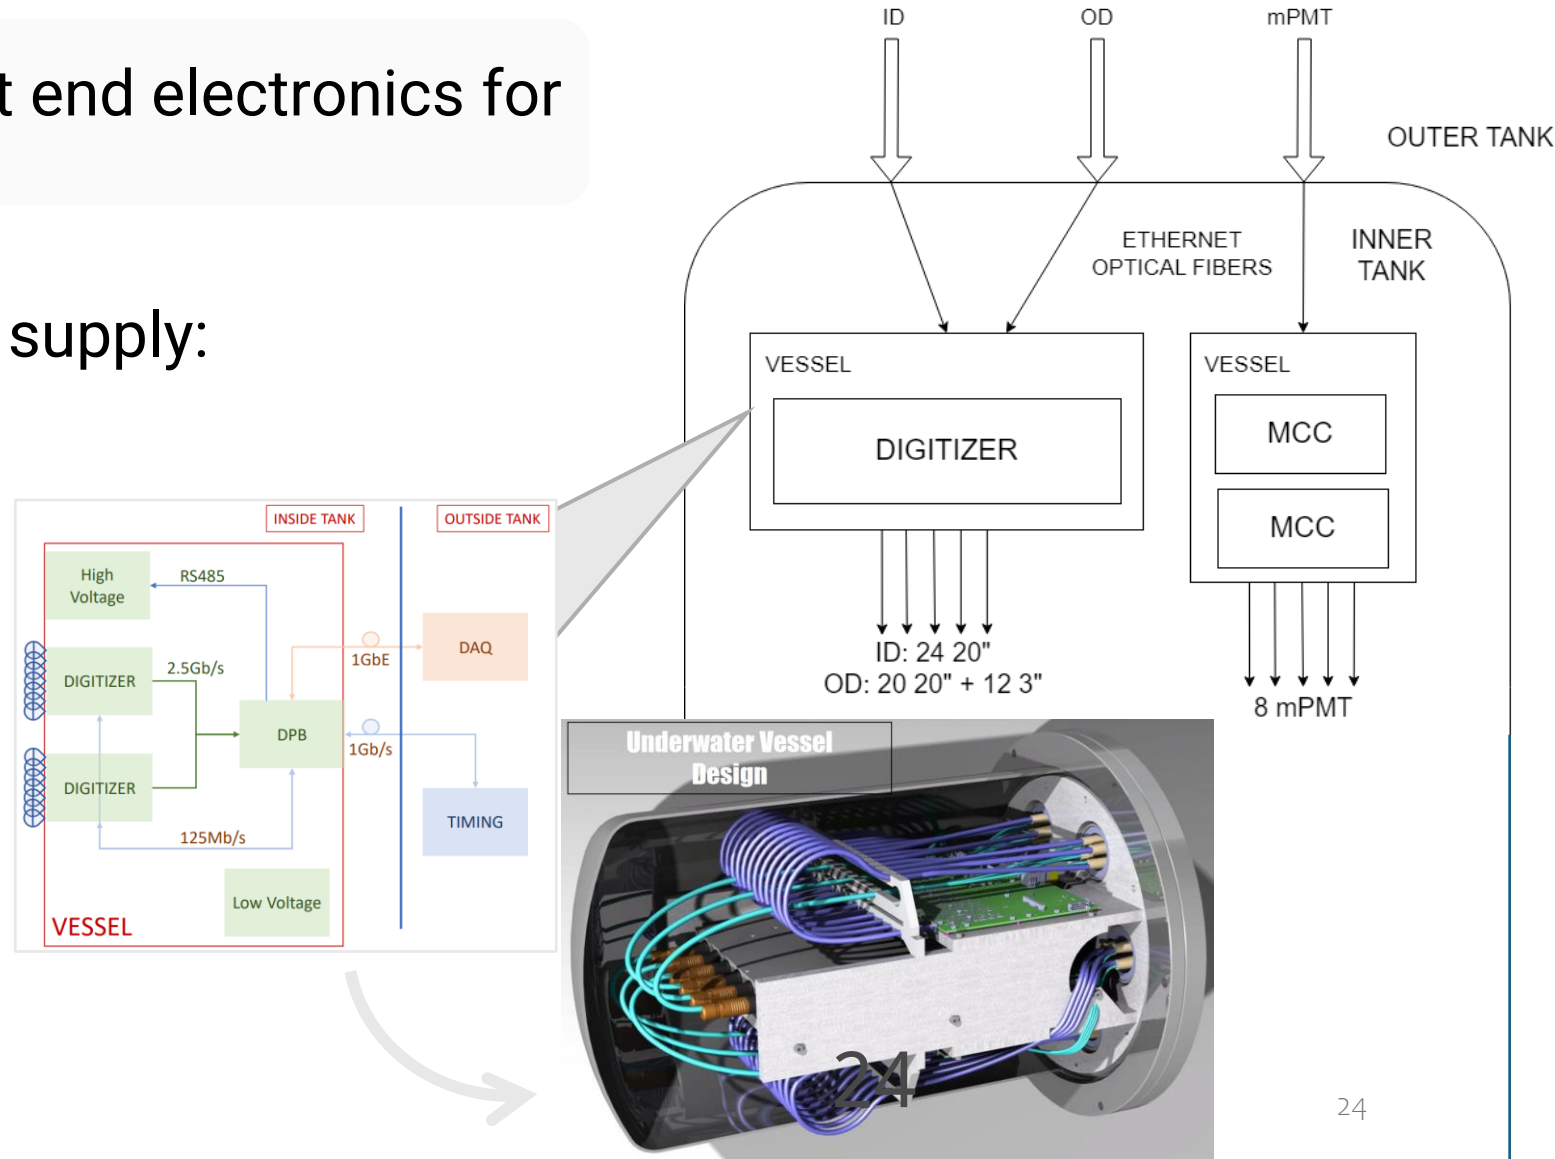 t end electronics for
supply:
ID
OD
mPMT
OUTER TANK
ETHERNET
OPTICAL FIBERS
INNER
TANK
VESSEL
DIGITIZER
VESSEL
MCC
MCC
ID: 24 20"
OD: 20 20" + 12 3"
8 mPMT
INSIDE TANK
OUTSIDE TANK
High
Voltage
RS485
DIGITIZER
2.5Gb/s
1GbE
DAQ
DPB
1Gb/s
DIGITIZER
125Mb/s
TIMING
Low Voltage
VESSEL
Underwater Vessel
Design
24
24